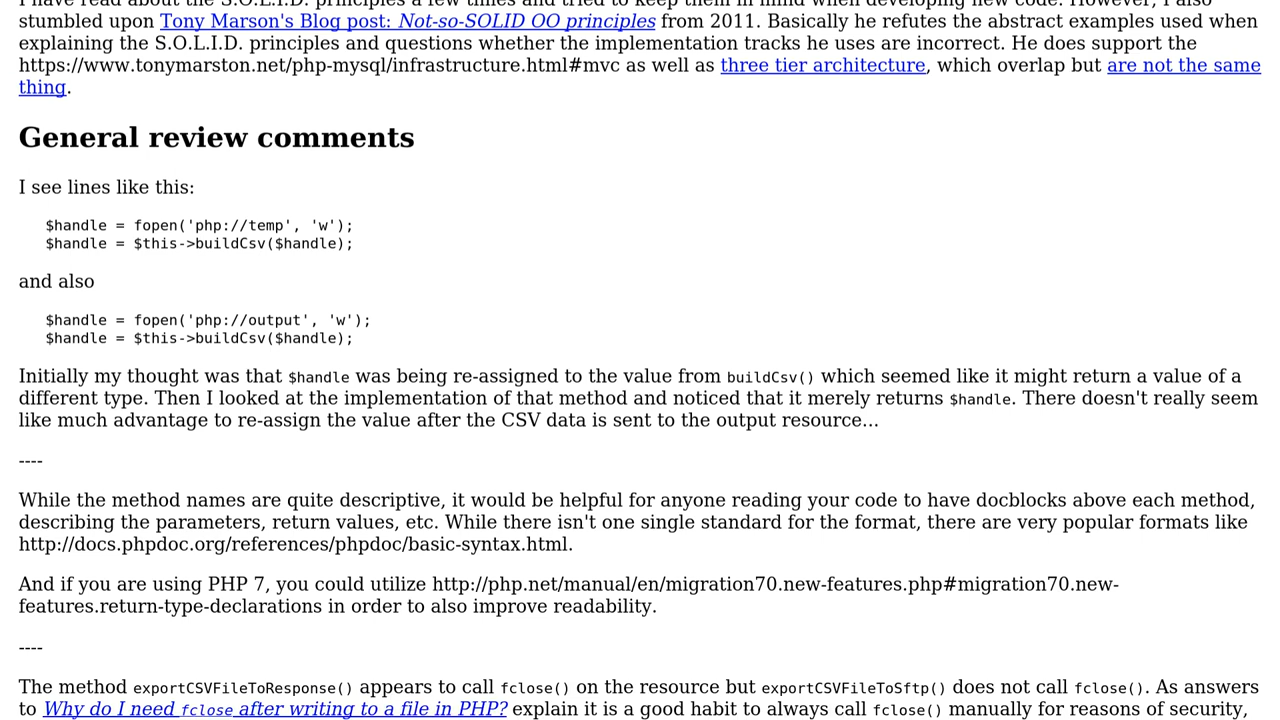 I have read about the S.O.L.I.D. principles a few times and tried to keep them in mind when developing new code. However, I also
stumbled upon Tony Marson's Blog post: Not-so-SOLID OO principles from 2011. Basically he refutes the abstract examples used when
explaining the S.O.L.I.D. principles and questions whether the implementation tracks he uses are incorrect. He does support the
https://www.tonymarston.net/php-mysql/infrastructure.html#mvc as well as three tier architecture, which overlap but are not the same
thing.
General review comments
I see lines like this:
$handle = fopen('php://temp', 'w');
$handle = $this->buildCsv($handle);
and also
$handle = fopen('php://output', 'w');
$handle = $this->buildCsv($handle);
Initially my thought was that $handle was being re-assigned to the value from buildCsv() which seemed like it might return a value of a
different type. Then I looked at the implementation of that method and noticed that it merely returns $handle. There doesn't really seem
like much advantage to re-assign the value after the CSV data is sent to the output resource...
----
While the method names are quite descriptive, it would be helpful for anyone reading your code to have docblocks above each method,
describing the parameters, return values, etc. While there isn't one single standard for the format, there are very popular formats like
http://docs.phpdoc.org/references/phpdoc/basic-syntax.html.
And if you are using PHP 7, you could utilize http://php.net/manual/en/migration70.new-features.php#migration70.new-
features.return-type-declarations in order to also improve readability.
----
The method exportCSVFileToResponse() appears to call fclose() on the resource but exportCSVFileToSftp() does not call fclose(). As answers
to Why do I need fclose after writing to a file in PHP? explain it is a good habit to always call fclose() manually for reasons of security,